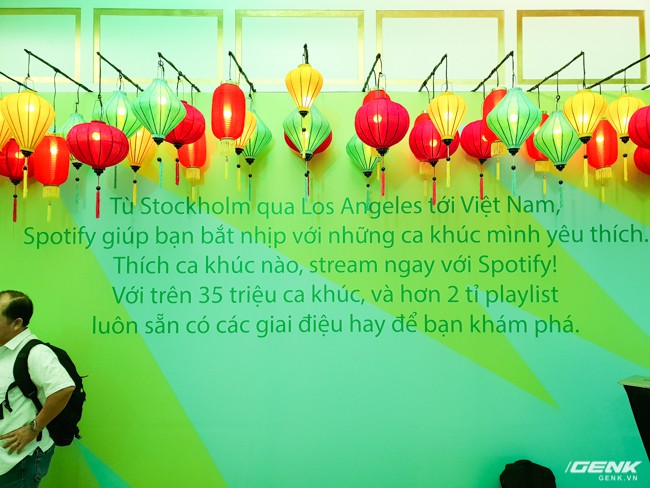 Từ Stockholm qua Los Angeles tới Việt Nam,
Spotify giúp bạn bắt nhịp với những ca khúc mình yêu thích.
Thích ca khúc nào, stream ngay với Spotify!
Với trên 35 triệu ca khúc, và hơn 2 tỉ playlist
luôn sẵn có các giai điệu hay để bạn khám phá.
GENK
GENK.VN